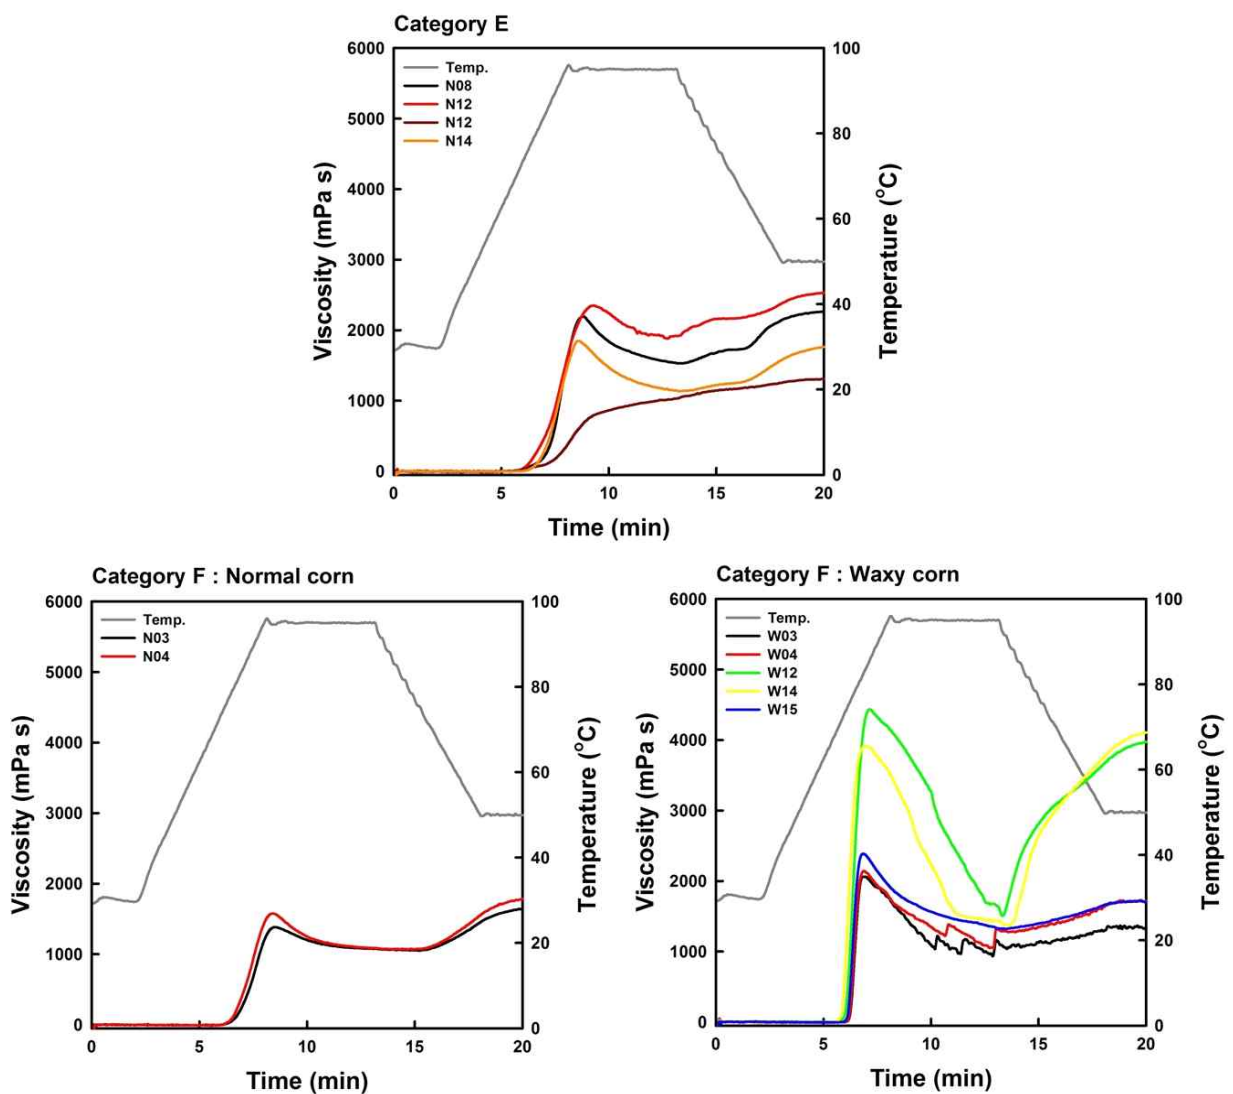 Category E
Temp.
N08
N12
N12
N14
6000
5000
4000
3000
2000
1000
0
Viscosity (mPa s)
100
80
60
40
20
0
Temperature (°C)
0 5 10 15 20
Time (min)
Category F : Normal corn
Temp.
N03
N04
6000
5000
4000
3000
2000
1000
0
Viscosity (mPa s)
100
80
60
40
20
0
Temperature (°C)
0 5 10 15 20
Time (min)
Category F : Waxy corn
Temp.
W03
W04
W12
W14
W15
6000
5000
4000
3000
2000
1000
0
Viscosity (mPa s)
100
80
60
40
20
0
Temperature (°C)
0 5 10 15 20
Time (min)